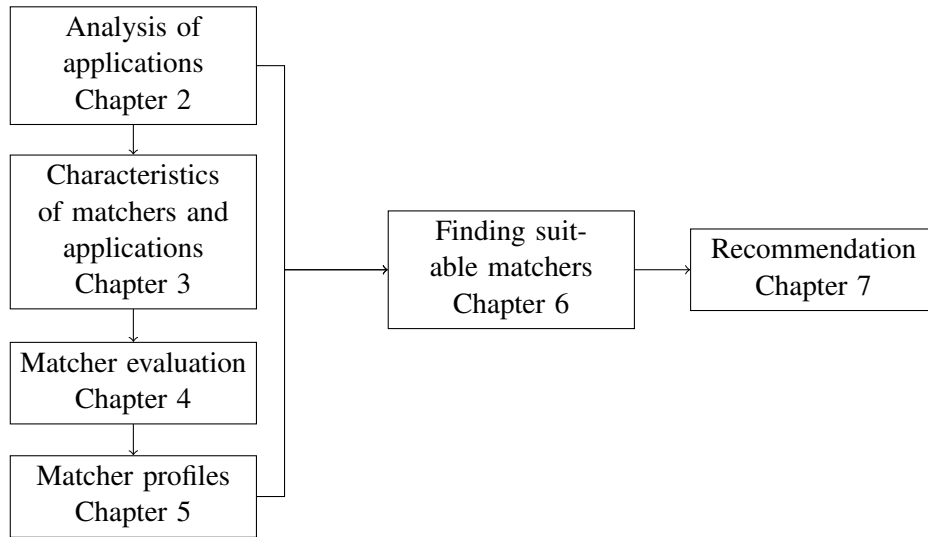 Analysis of
applications
Chapter 2
Characteristics
of matchers and
applications
Chapter 3
Matcher evaluation
Chapter 4
Matcher profiles
Chapter 5
Finding suit-
able matchers
Chapter 6
Recommendation
Chapter 7